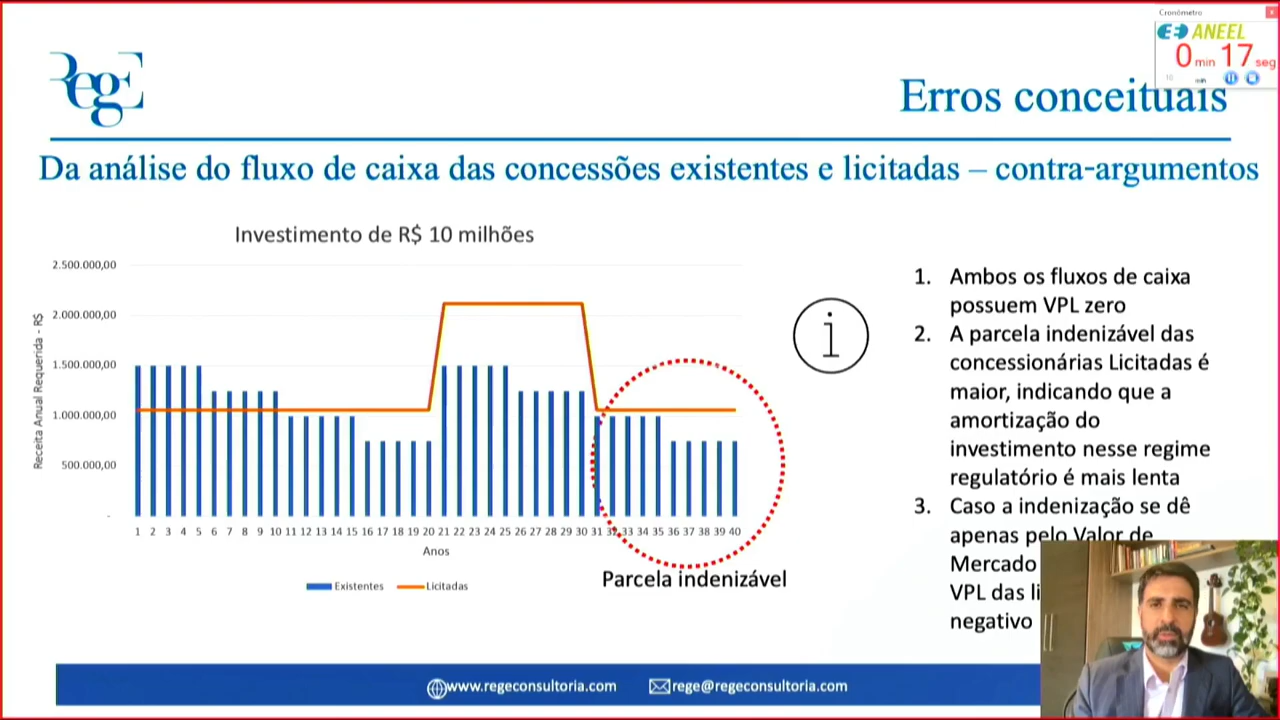 Cronômetro
ANEEL
0 min 17 seg
10 min
Rege
Erros conceituais
Da análise do fluxo de caixa das concessões existentes e licitadas – contra-argumentos
Investimento de R$ 10 milhões
Receita Anual Requerida - R$
2.500.000,00
2.000.000,00
1.500.000,00
1.000.000,00
500.000,00
-
1 2 3 4 5 6 7 8 9 10 11 12 13 14 15 16 17 18 19 20 21 22 23 24 25 26 27 28 29 30 31 32 33 34 35 36 37 38 39 40
Anos
Existentes Licitadas
Parcela indenizável
i
1. Ambos os fluxos de caixa
possuem VPL zero
2. A parcela indenizável das
concessionárias Licitadas é
maior, indicando que a
amortização do
investimento nesse regime
regulatório é mais lenta
3. Caso a indenização se dê
apenas pelo Valor de
Mercado
VPL das li
negativo
www.regeconsultoria.com rege@regeconsultoria.com